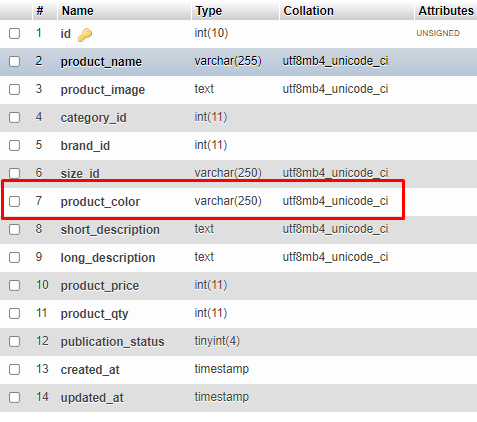 # Name Type Collation Attributes
1 id int(10) UNSIGNED
2 product_name varchar(255) utf8mb4_unicode_ci
3 product_image text utf8mb4_unicode_ci
4 category_id int(11)
5 brand_id int(11)
6 size_id varchar(250) utf8mb4_unicode_ci
7 product_color varchar(250) utf8mb4_unicode_ci
8 short_description text utf8mb4_unicode_ci
9 long_description text utf8mb4_unicode_ci
10 product_price int(11)
11 product_qty int(11)
12 publication_status tinyint(4)
13 created_at timestamp
14 updated_at timestamp